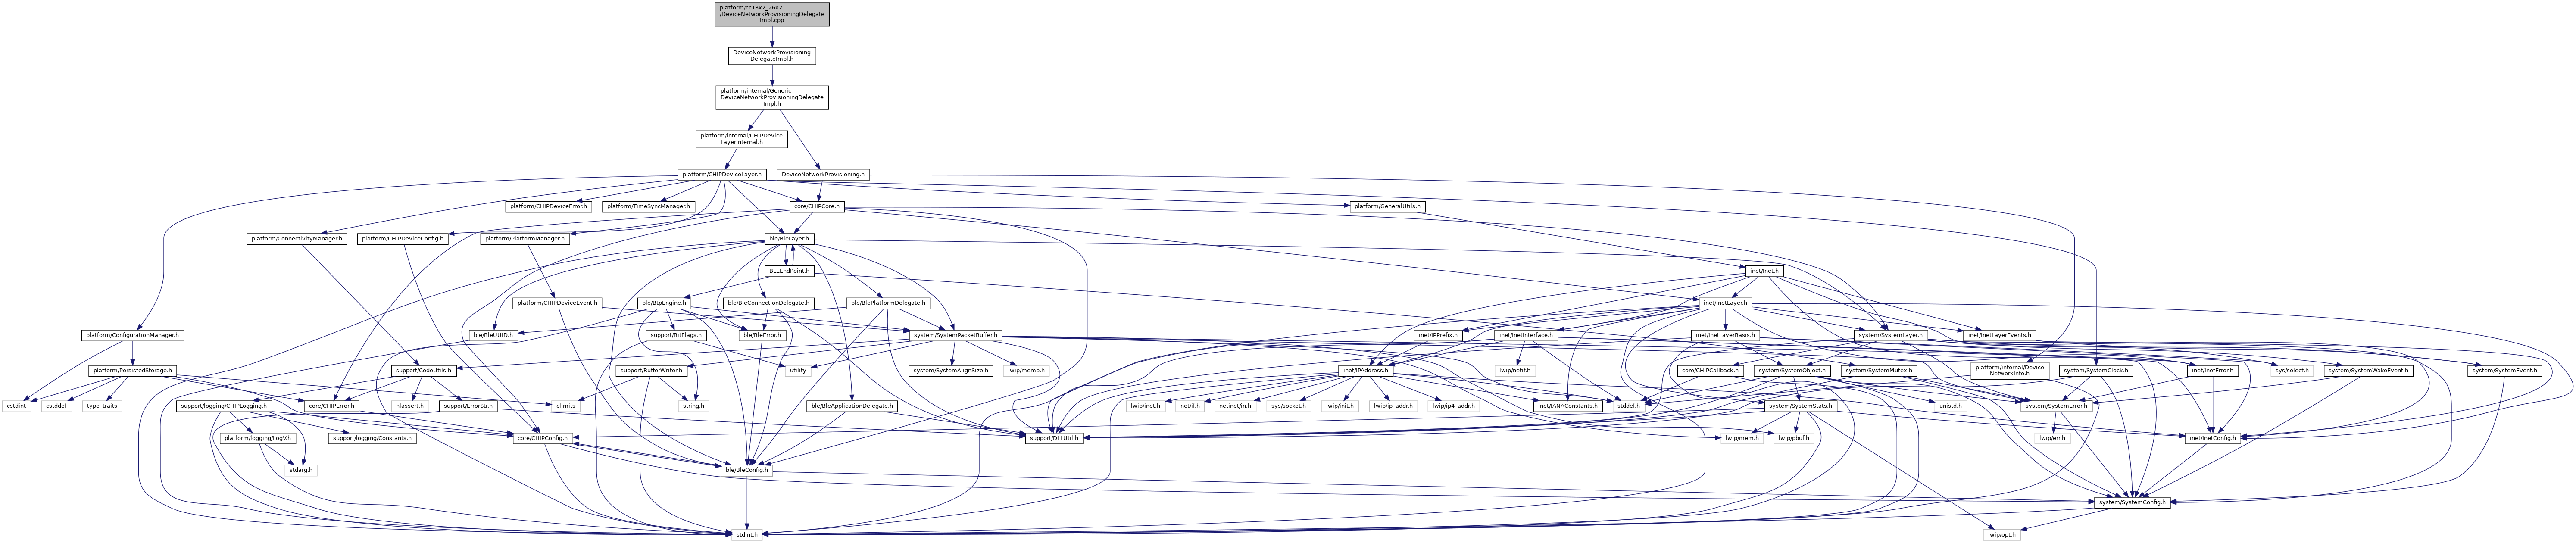 platform/cc13x2_26x2
/DeviceNetworkProvisioningDelegate
Impl.cpp
DeviceNetworkProvisioning
DelegateImpl.h
platform/internal/Generic
DeviceNetworkProvisioningDelegate
Impl.h
platform/internal/CHIPDevice
LayerInternal.h
platform/CHIPDeviceLayer.h
DeviceNetworkProvisioning.h
platform/CHIPDeviceError.h
platform/TimeSyncManager.h
core/CHIPCore.h
platform/GeneralUtils.h
platform/ConnectivityManager.h
platform/CHIPDeviceConfig.h
platform/PlatformManager.h
ble/BleLayer.h
BLEEndPoint.h
inet/Inet.h
platform/CHIPDeviceEvent.h
ble/BtpEngine.h
ble/BleConnectionDelegate.h
ble/BlePlatformDelegate.h
inet/InetLayer.h
platform/ConfigurationManager.h
ble/BleUUID.h
support/BitFlags.h
ble/BleError.h
system/SystemPacketBuffer.h
inet/IPPrefix.h
inet/InetInterface.h
inet/InetLayerBasis.h
system/SystemLayer.h
inet/InetLayerEvents.h
platform/PersistedStorage.h
support/CodeUtils.h
support/BufferWriter.h
utility
system/SystemAlignSize.h
lwip/memp.h
inet/IPAddress.h
lwip/netif.h
core/CHIPCallback.h
system/SystemObject.h
system/SystemMutex.h
platform/internal/Device
NetworkInfo.h
system/SystemClock.h
inet/InetError.h
sys/select.h
system/SystemWakeEvent.h
system/SystemEvent.h
cstdint
cstddef
type_traits
support/logging/CHIPLogging.h
core/CHIPError.h
nlassert.h
support/ErrorStr.h
climits
string.h
ble/BleApplicationDelegate.h
lwip/inet.h
net/if.h
netinet/in.h
sys/socket.h
lwip/init.h
lwip/ip_addr.h
lwip/ip4_addr.h
inet/IANAConstants.h
stddef.h
system/SystemStats.h
unistd.h
system/SystemError.h
platform/logging/LogV.h
support/logging/Constants.h
core/CHIPConfig.h
support/DLLUtil.h
lwip/mem.h
lwip/pbuf.h
lwip/err.h
inet/InetConfig.h
stdarg.h
ble/BleConfig.h
system/SystemConfig.h
stdint.h
lwip/opt.h